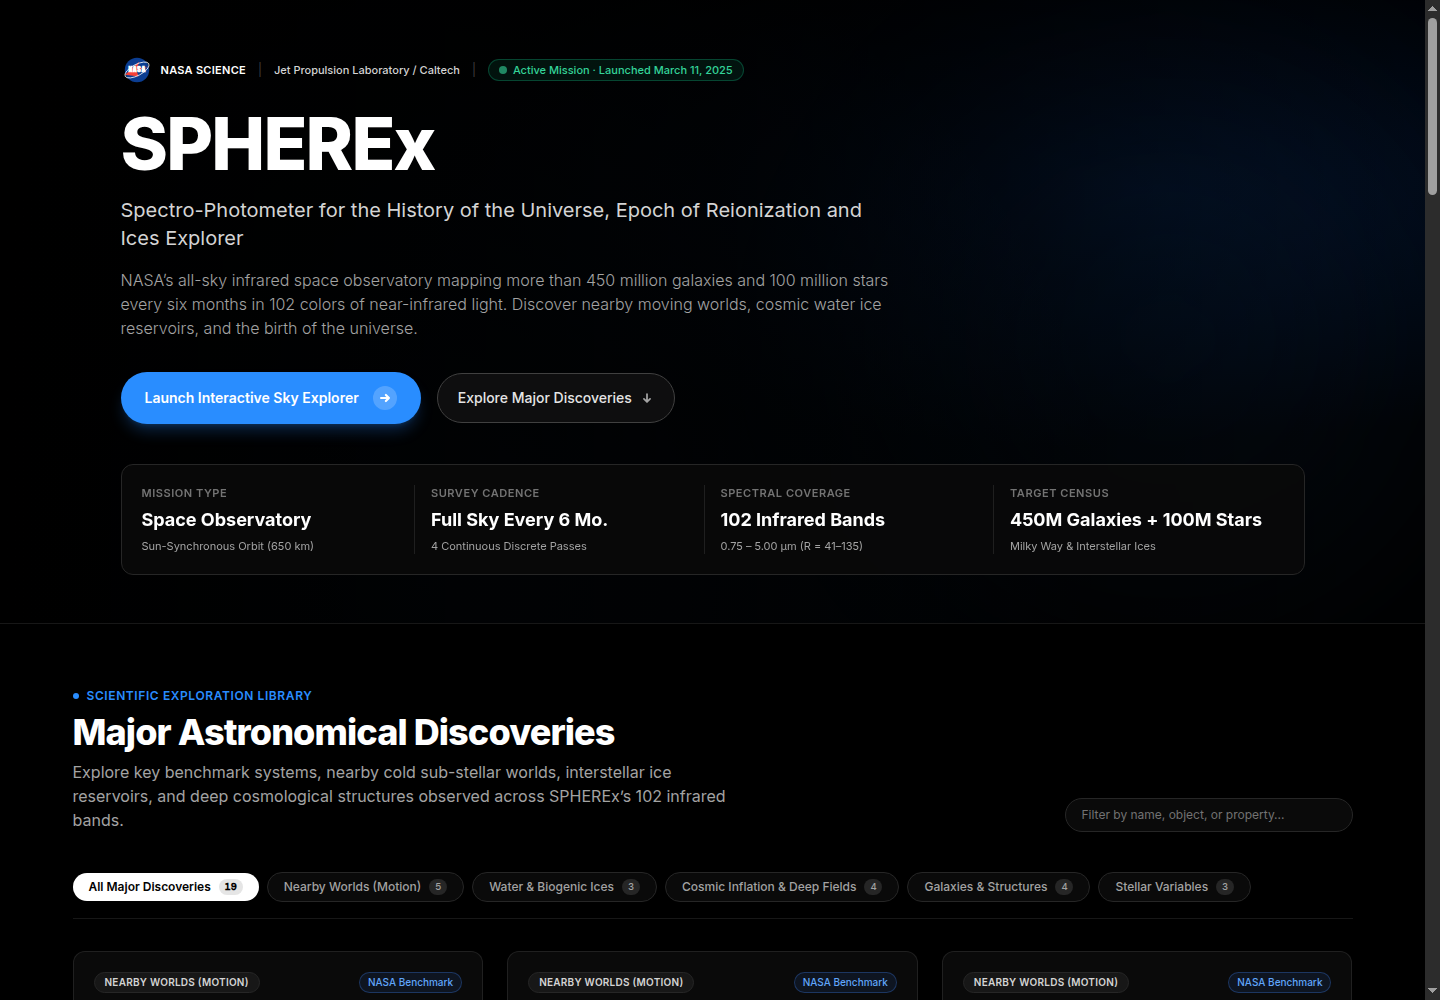 NASA SCIENCE
Jet Propulsion Laboratory / Caltech
Active Mission · Launched March 11, 2025
SPHEREx
Spectro-Photometer for the History of the Universe, Epoch of Reionization and
Ices Explorer
NASA’s all-sky infrared space observatory mapping more than 450 million galaxies and 100 million stars
every six months in 102 colors of near-infrared light. Discover nearby moving worlds, cosmic water ice
reservoirs, and the birth of the universe.
Launch Interactive Sky Explorer →
Explore Major Discoveries ↓
MISSION TYPE
Space Observatory
Sun-Synchronous Orbit (650 km)
SURVEY CADENCE
Full Sky Every 6 Mo.
4 Continuous Discrete Passes
SPECTRAL COVERAGE
102 Infrared Bands
0.75 – 5.00 µm (R = 41–135)
TARGET CENSUS
450M Galaxies + 100M Stars
Milky Way & Interstellar Ices
SCIENTIFIC EXPLORATION LIBRARY
Major Astronomical Discoveries
Explore key benchmark systems, nearby cold sub-stellar worlds, interstellar ice
reservoirs, and deep cosmological structures observed across SPHEREx’s 102 infrared
bands.
Filter by name, object, or property...
All Major Discoveries 19
Nearby Worlds (Motion) 5
Water & Biogenic Ices 3
Cosmic Inflation & Deep Fields 4
Galaxies & Structures 4
Stellar Variables 3
NEARBY WORLDS (MOTION)
NASA Benchmark
NEARBY WORLDS (MOTION)
NASA Benchmark
NEARBY WORLDS (MOTION)
NASA Benchmark